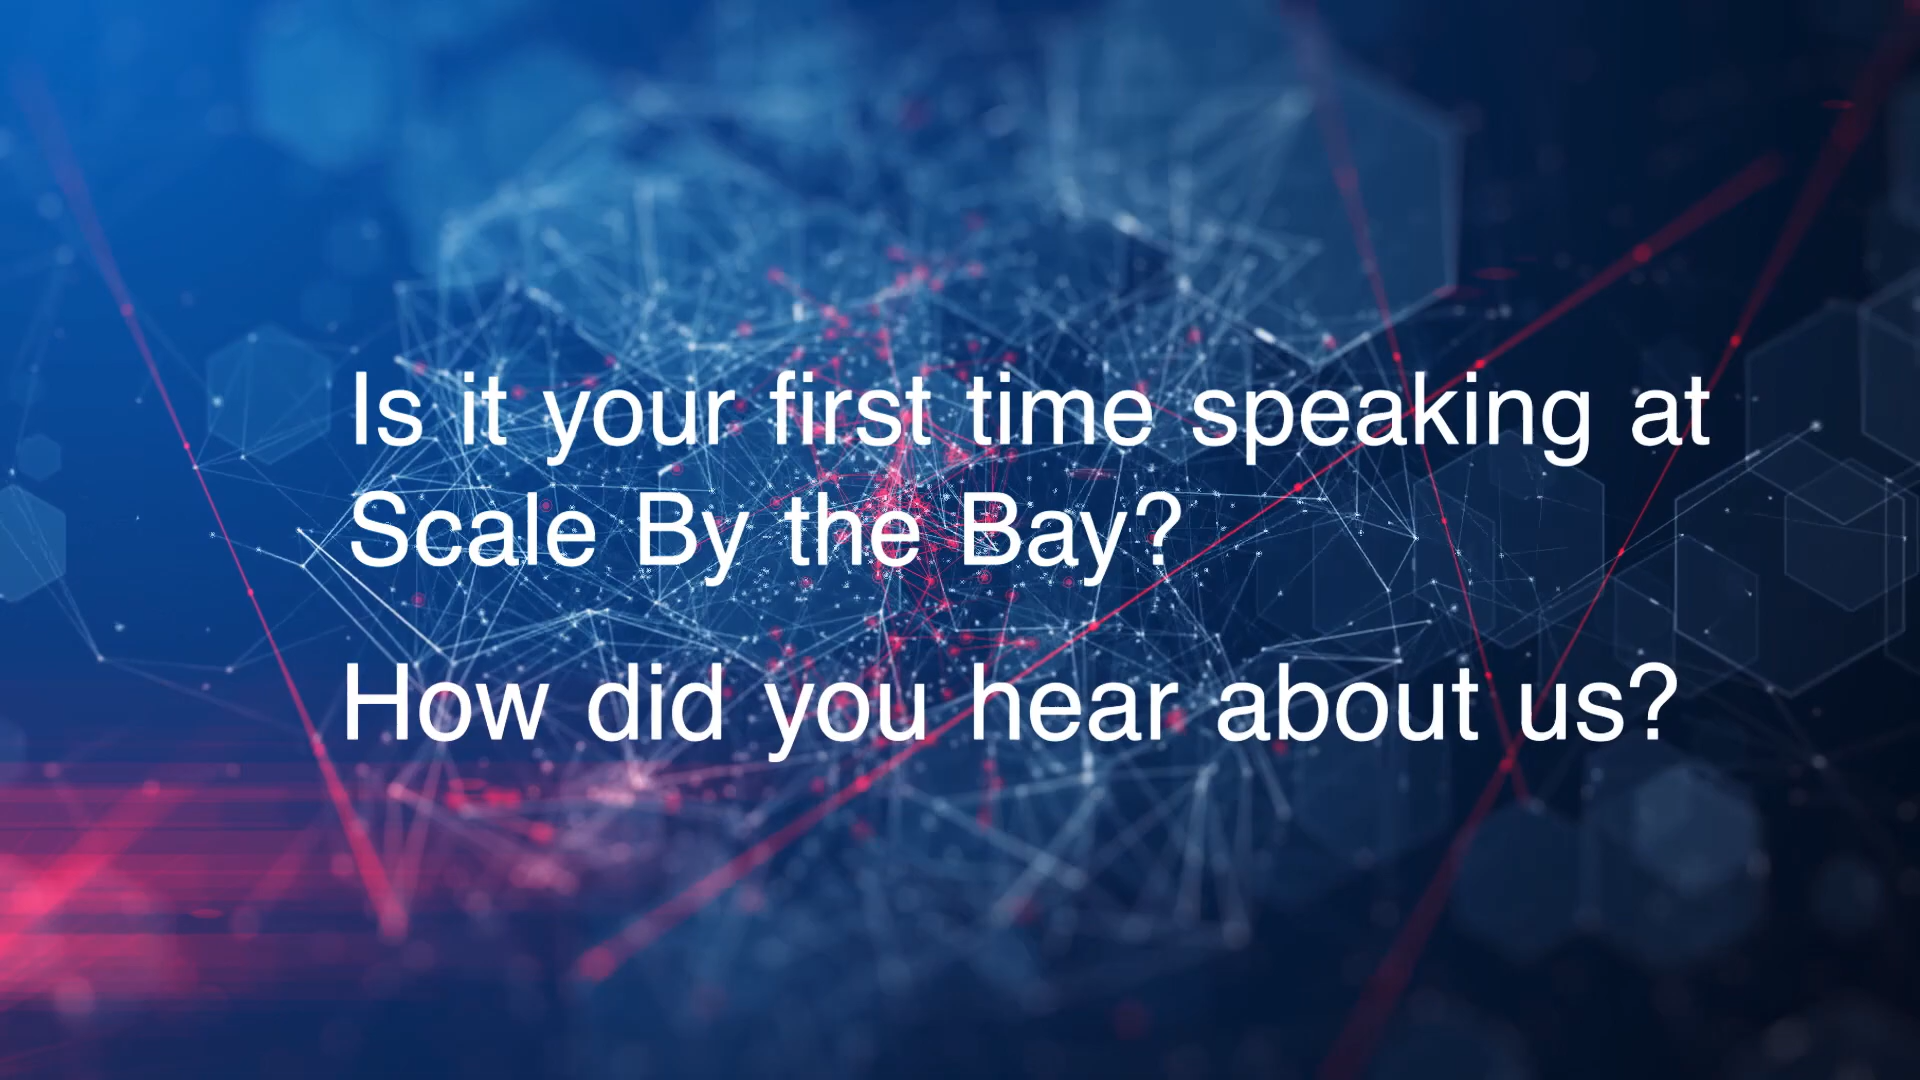 Is it your first time speaking at
Scale By the Bay?
How did you hear about us?